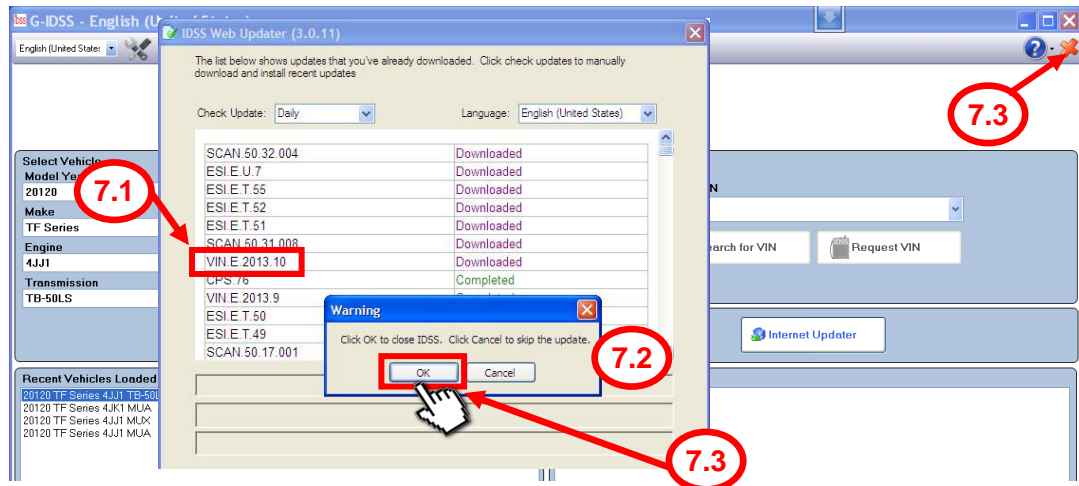 G-IDSS - English (U
English (United States
IDSS Web Updater (3.0.11)
The list below shows updates that you've already downloaded. Click check updates to manually
download and install recent updates
Check Update: Daily Language: English (United States)
7.3
SCAN.50.32.004 Downloaded
ESI.E.U.7 Downloaded
ESI.E.T.55 Downloaded
ESI.E.T.52 Downloaded
ESI.E.T.51 Downloaded
SCAN.50.31.008 Downloaded
VIN.E.2013.10 Downloaded
CPS.76 Completed
VIN.E.2013.9
ESI.E.T.50
ESI.E.T.49
SCAN.50.17.001
Select Vehicle
Model Ye
20120
7.1
Make
TF Series
Engine
4JJ1
Transmission
TB-50LS
N
earch for VIN
Request VIN
Warning
Click OK to close IDSS. Click Cancel to skip the update.
OK Cancel
7.2
Internet Updater
Recent Vehicles Loaded
20120 TF Series 4JJ1 TB-50L
20120 TF Series 4JK1 MUA
20120 TF Series 4JJ1 MUX
20120 TF Series 4JJ1 MUA
7.3